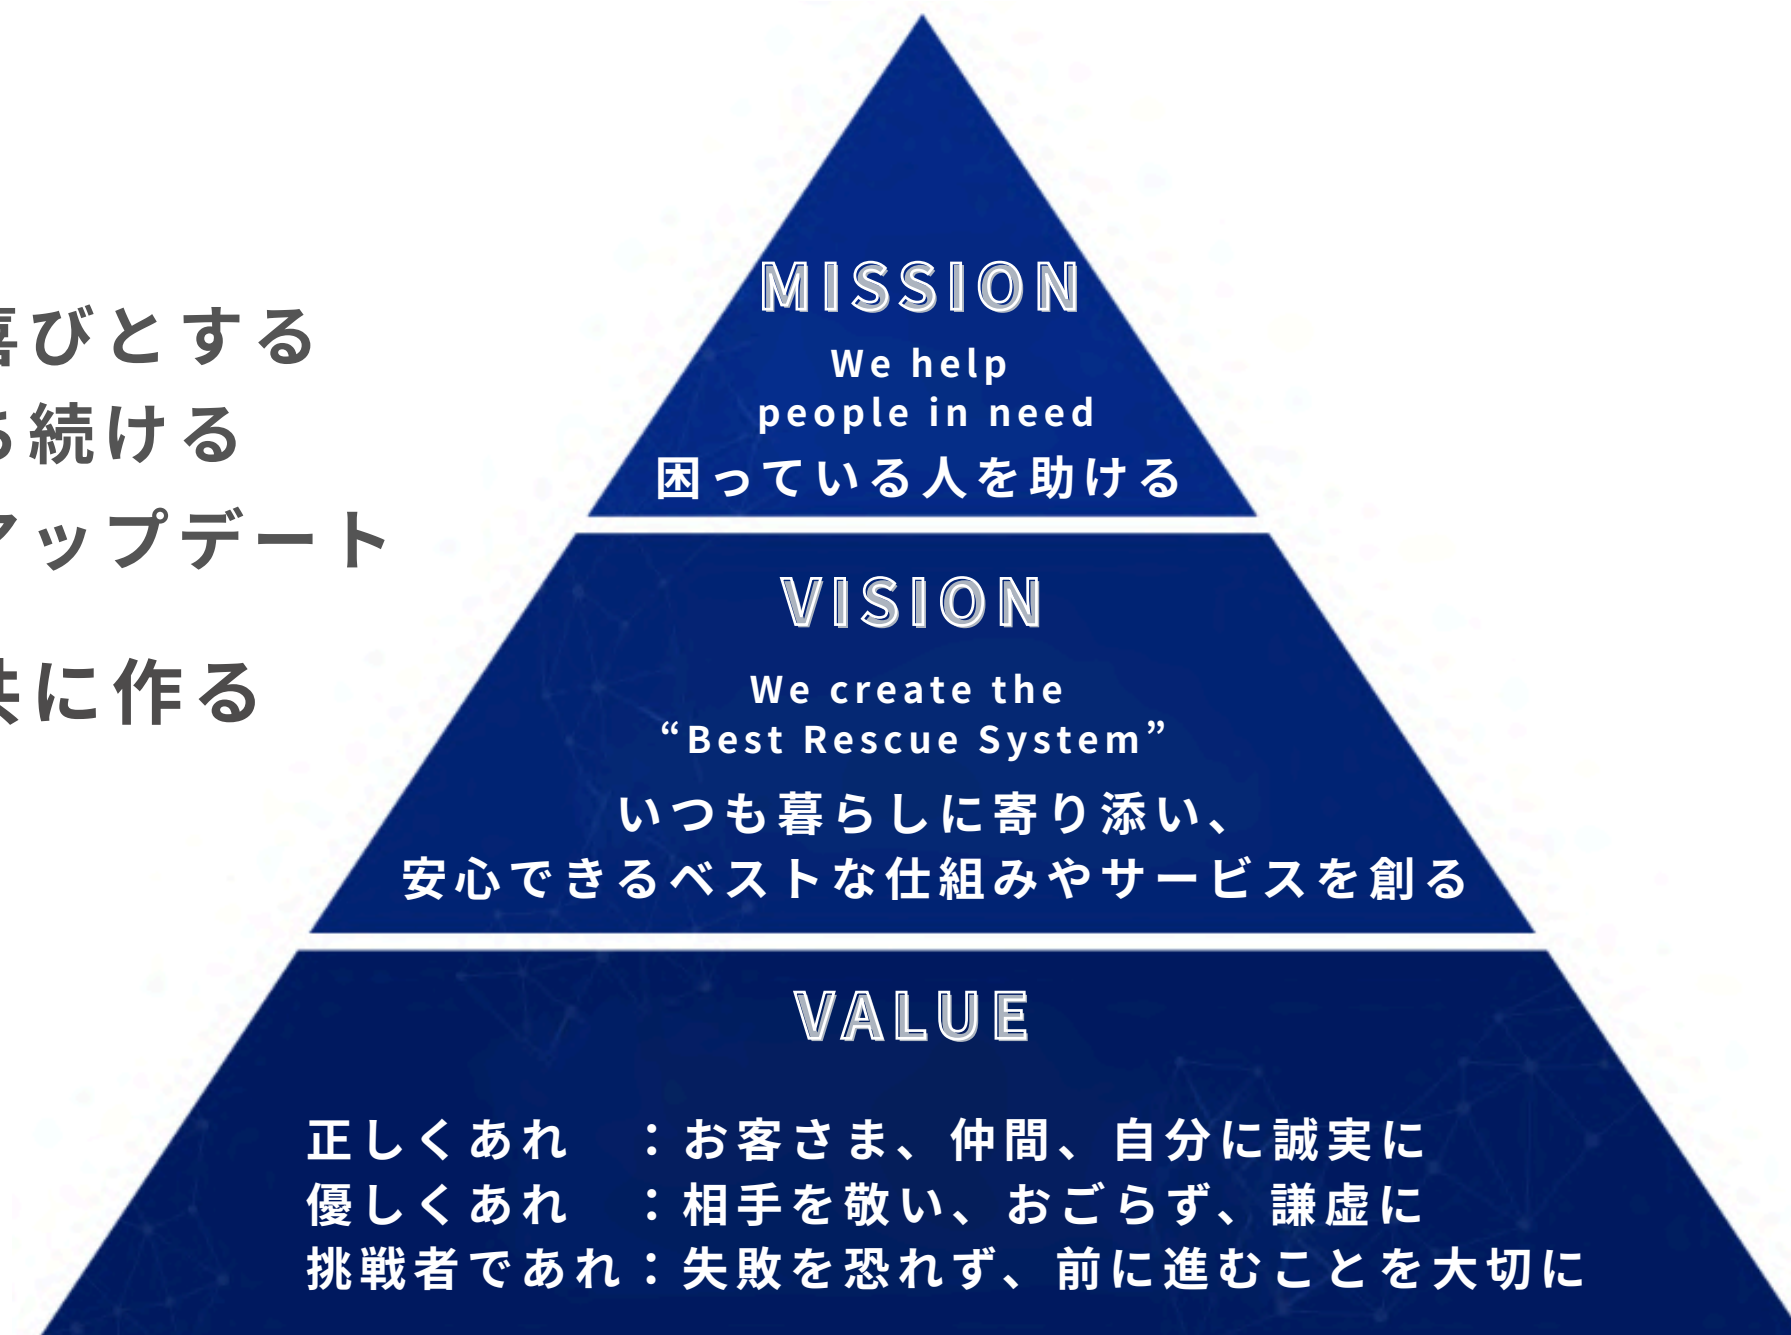 喜びとする
ち続ける
アップデート
共に作る
MISSION
We help
people in need
困っている人を助ける
VISION
We create the
“Best Rescue System”
いつも暮らしに寄り添い、
安心できるベストな仕組みやサービスを創る
VALUE
正しくあれ　：お客さま、仲間、自分に誠実に
優しくあれ　：相手を敬い、おごらず、謙虚に
挑戦者であれ：失敗を恐れず、前に進むことを大切に